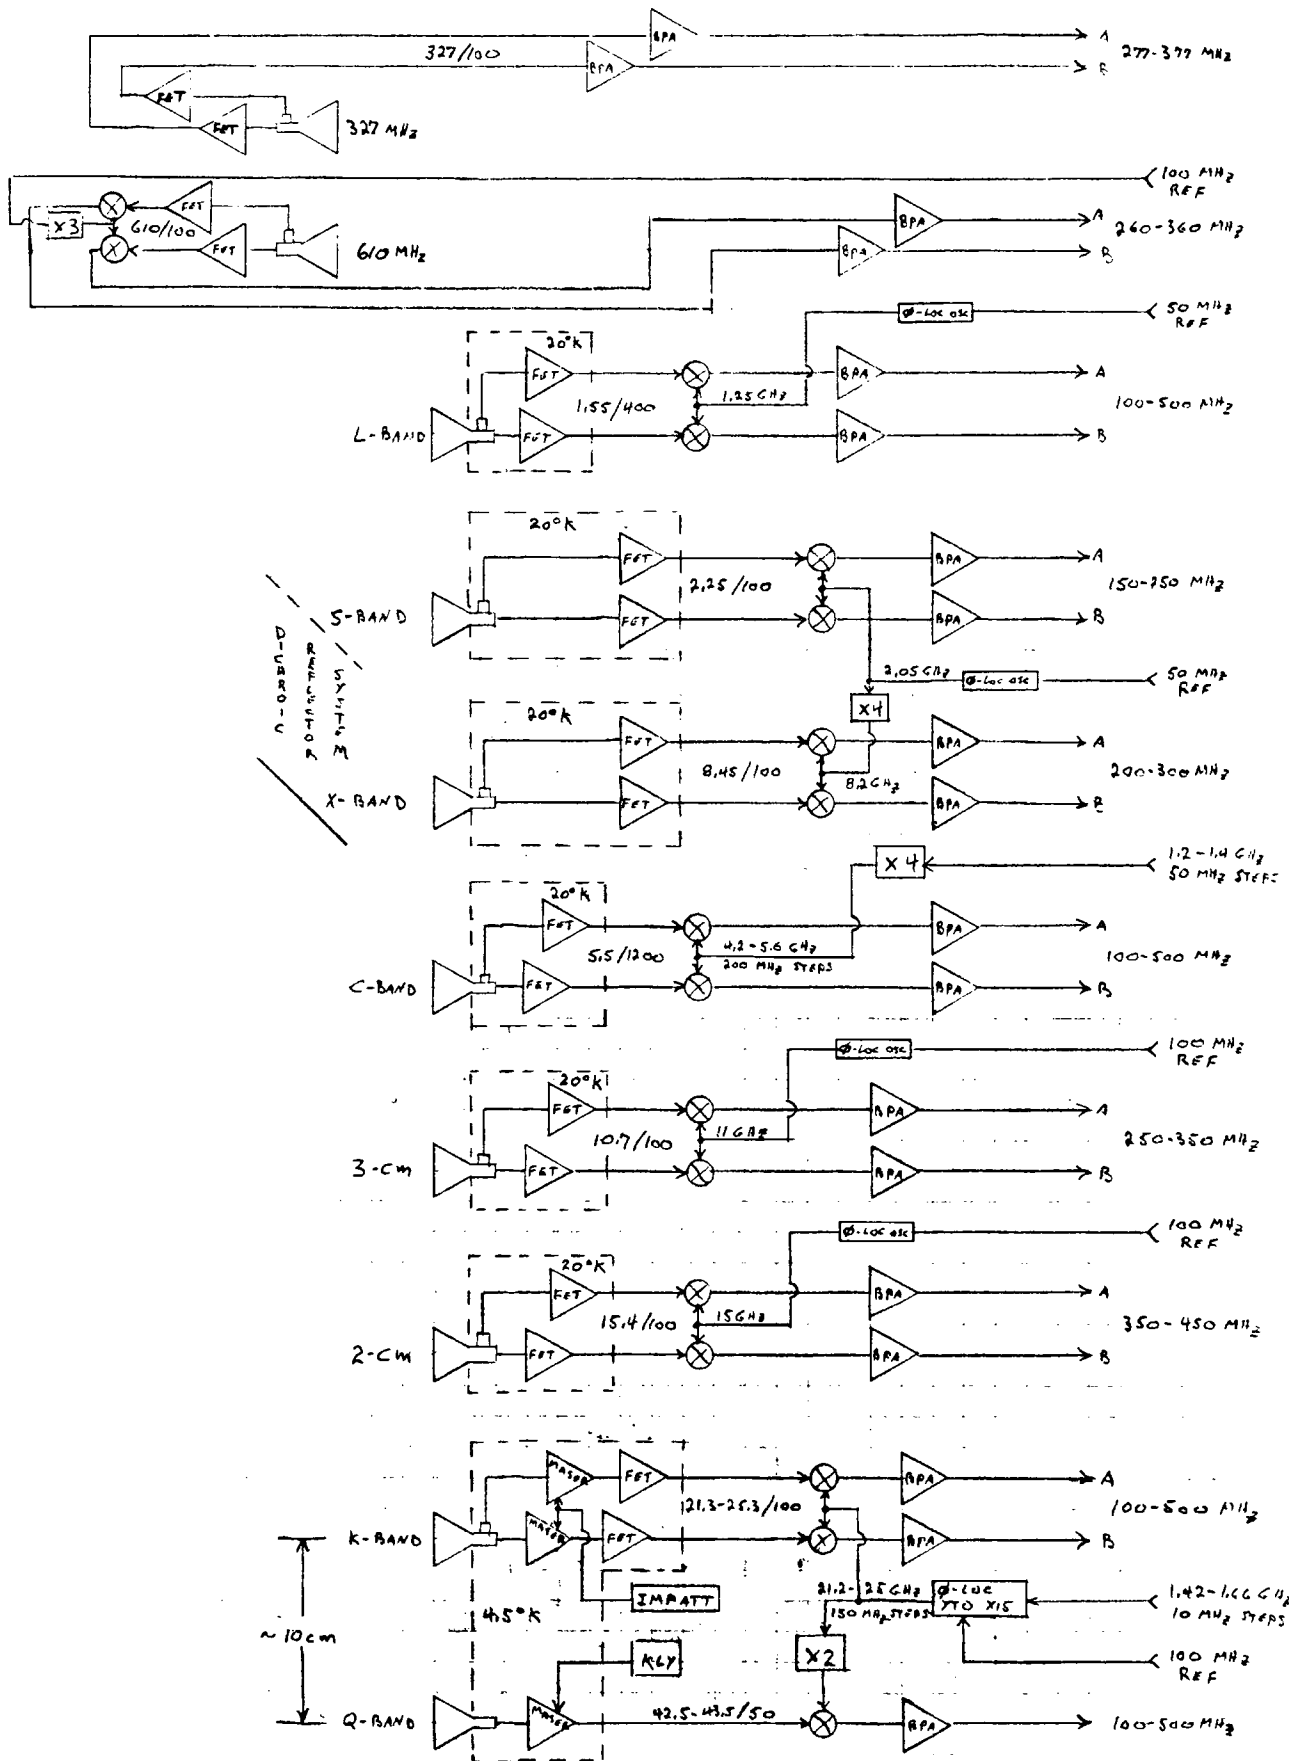 BPA
A
327/100
BPA
277-377 MHz
FET
FET
327 MHz
100 MHz
REF
FET
X3
610/100
FET
610 MHz
BPA
A
260-360 MHz
BPA
B
50 MHz
REF
Ø-LOC OSC
20°K
FET
BPA
A
1.55/400
1.25 GHz
100-500 MHz
L-BAND
FET
BPA
B
20°K
FET
BPA
A
2.25/100
150-250 MHz
S-BAND
FET
BPA
B
DICHROIC
REFLECTOR
SYSTEM
2.05 GHz
Ø-LOC OSC
50 MHz
REF
X4
20°K
FET
BPA
A
8.45/100
8.2 GHz
200-300 MHz
X-BAND
FET
BPA
B
X4
1.2-1.4 GHz
50 MHz STEPS
20°K
FET
BPA
A
5.5/1200
4.2-5.6 GHz
200 MHz STEPS
100-500 MHz
C-BAND
FET
BPA
B
Ø-LOC OSC
100 MHz
REF
20°K
FET
BPA
A
10.7/100
11 GHz
250-350 MHz
3-cm
FET
BPA
B
Ø-LOC OSC
100 MHz
REF
20°K
FET
BPA
A
15.4/100
15 GHz
350-450 MHz
2-cm
FET
BPA
B
MASER
FET
BPA
A
21.3-25.3/100
100-500 MHz
K-BAND
MASER
FET
BPA
B
IMPATT
4.5°K
21.2-25 GHz
150 MHz STEPS
Ø-LOC
YTO X15
1.42-1.66 GHz
10 MHz STEPS
~10cm
KLY
X2
100 MHz
REF
Q-BAND
MASER
42.5-43.5/50
BPA
100-500 MHz